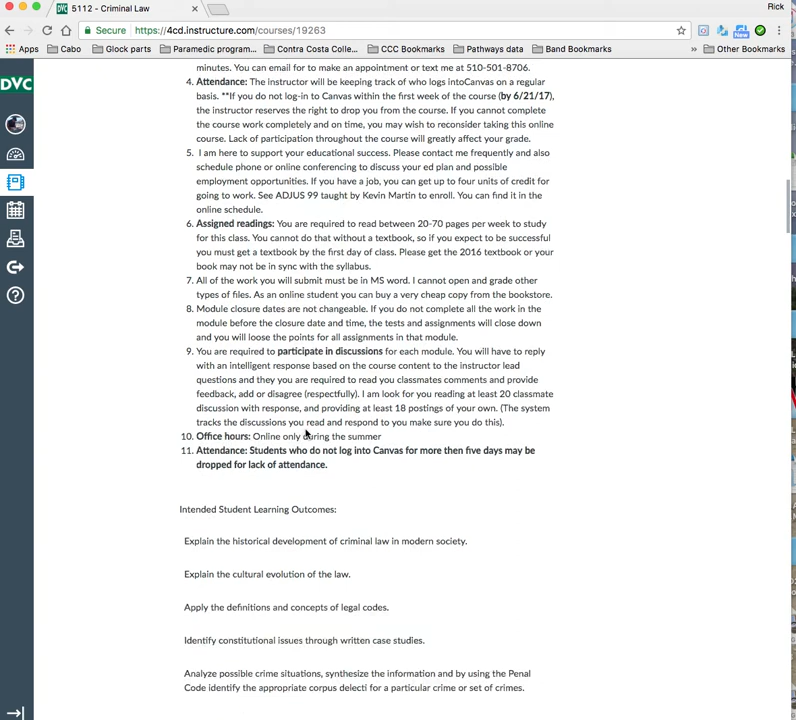 5112 - Criminal Law
Rick
Secure https://4cd.instructure.com/courses/19263
Apps Cabo Glock parts Paramedic program... Contra Costa Colle... CCC Bookmarks Pathways data Band Bookmarks » Other Bookmarks
New
DVC
minutes. You can email for to make an appointment or text me at 510-501-8706.
4. Attendance: The instructor will be keeping track of who logs intoCanvas on a regular
basis. **If you do not log-in to Canvas within the first week of the course (by 6/21/17),
the instructor reserves the right to drop you from the course. If you cannot complete
the course work completely and on time, you may wish to reconsider taking this online
course. Lack of participation throughout the course will greatly affect your grade.
5. I am here to support your educational success. Please contact me frequently and also
schedule phone or online conferencing to discuss your ed plan and possible
employment opportunities. If you have a job, you can get up to four units of credit for
going to work. See ADJUS 99 taught by Kevin Martin to enroll. You can find it in the
online schedule.
6. Assigned readings: You are required to read between 20-70 pages per week to study
for this class. You cannot do that without a textbook, so if you expect to be successful
you must get a textbook by the first day of class. Please get the 2016 textbook or your
book may not be in sync with the syllabus.
7. All of the work you will submit must be in MS word. I cannot open and grade other
types of files. As an online student you can buy a very cheap copy from the bookstore.
8. Module closure dates are not changeable. If you do not complete all the work in the
module before the closure date and time, the tests and assignments will close down
and you will loose the points for all assignments in that module.
9. You are required to participate in discussions for each module. You will have to reply
with an intelligent response based on the course content to the instructor lead
questions and they you are required to read you classmates comments and provide
feedback, add or disagree (respectfully). I am look for you reading at least 20 classmate
discussion with response, and providing at least 18 postings of your own. (The system
tracks the discussions you read and respond to you make sure you do this).
10. Office hours: Online only during the summer
11. Attendance: Students who do not log into Canvas for more then five days may be
dropped for lack of attendance.
Intended Student Learning Outcomes:
Explain the historical development of criminal law in modern society.
Explain the cultural evolution of the law.
Apply the definitions and concepts of legal codes.
Identify constitutional issues through written case studies.
Analyze possible crime situations, synthesize the information and by using the Penal
Code identify the appropriate corpus delecti for a particular crime or set of crimes.